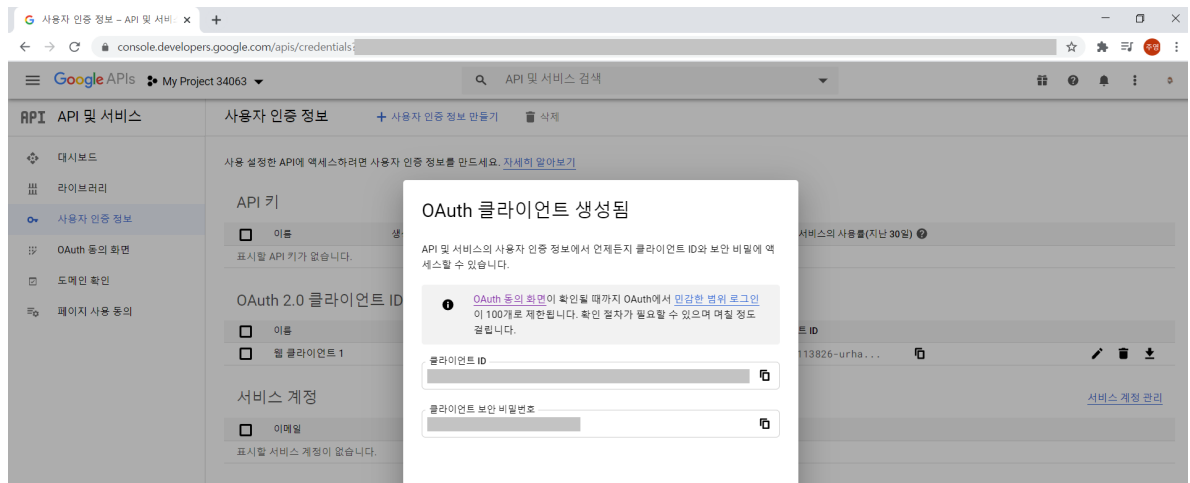 사용자 인증 정보 – API 및 서비
console.developers.google.com/apis/credentials
주영
Google APIs My Project 34063
API 및 서비스 검색
API API 및 서비스
사용자 인증 정보 + 사용자 인증 정보 만들기 삭제
대시보드
라이브러리
사용자 인증 정보
OAuth 동의 화면
도메인 확인
페이지 사용 동의
사용 설정한 API에 액세스하려면 사용자 인증 정보를 만드세요. 자세히 알아보기
API 키
이름 생 서비스의 사용률(지난 30일)
표시할 API 키가 없습니다.
OAuth 2.0 클라이언트 ID
이름 트 ID
웹 클라이언트 1 113826-urha...
서비스 계정 서비스 계정 관리
이메일
표시할 서비스 계정이 없습니다.
OAuth 클라이언트 생성됨
API 및 서비스의 사용자 인증 정보에서 언제든지 클라이언트 ID와 보안 비밀에 액
세스할 수 있습니다.
OAuth 동의 화면이 확인될 때까지 OAuth에서 민감한 범위 로그인
이 100개로 제한됩니다. 확인 절차가 필요할 수 있으며 며칠 정도
걸립니다.
클라이언트 ID
클라이언트 보안 비밀번호